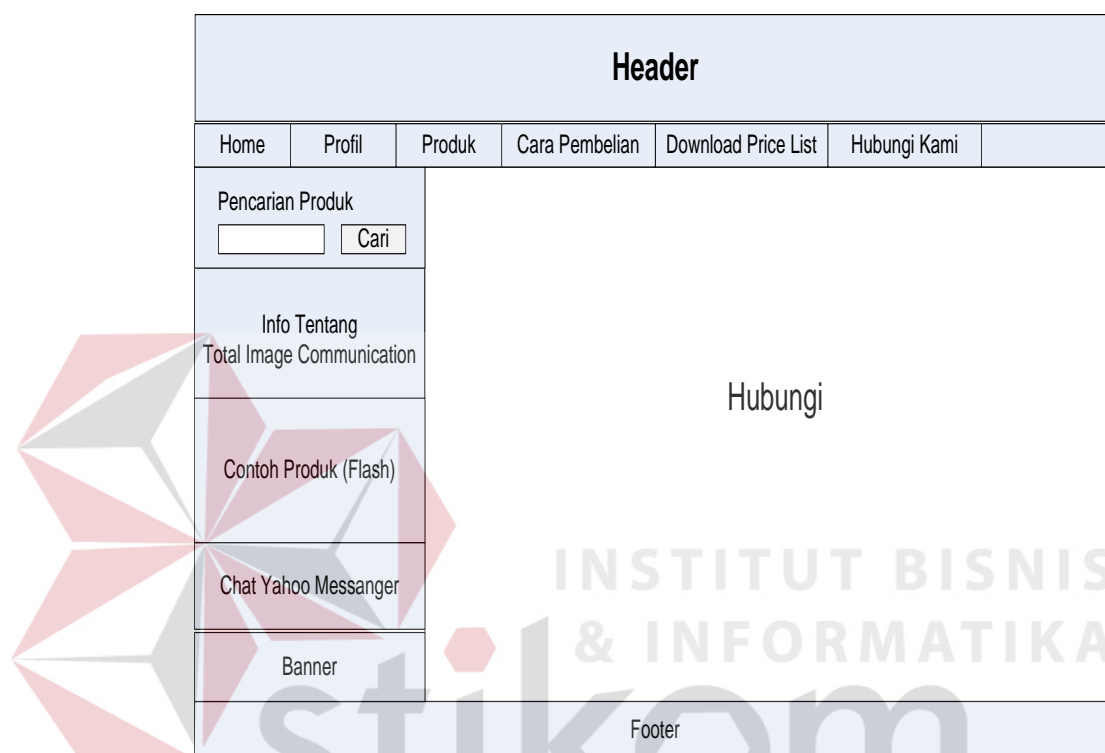 Header
Home
Profil
Produk
Cara Pembelian
Download Price List
Hubungi Kami
Pencarian Produk
Cari
Info Tentang
Total Image Communication
Contoh Produk (Flash)
Chat Yahoo Messanger
Banner
Hubungi
Footer
INSTITUT BISNIS
& INFORMATIKA
stikom